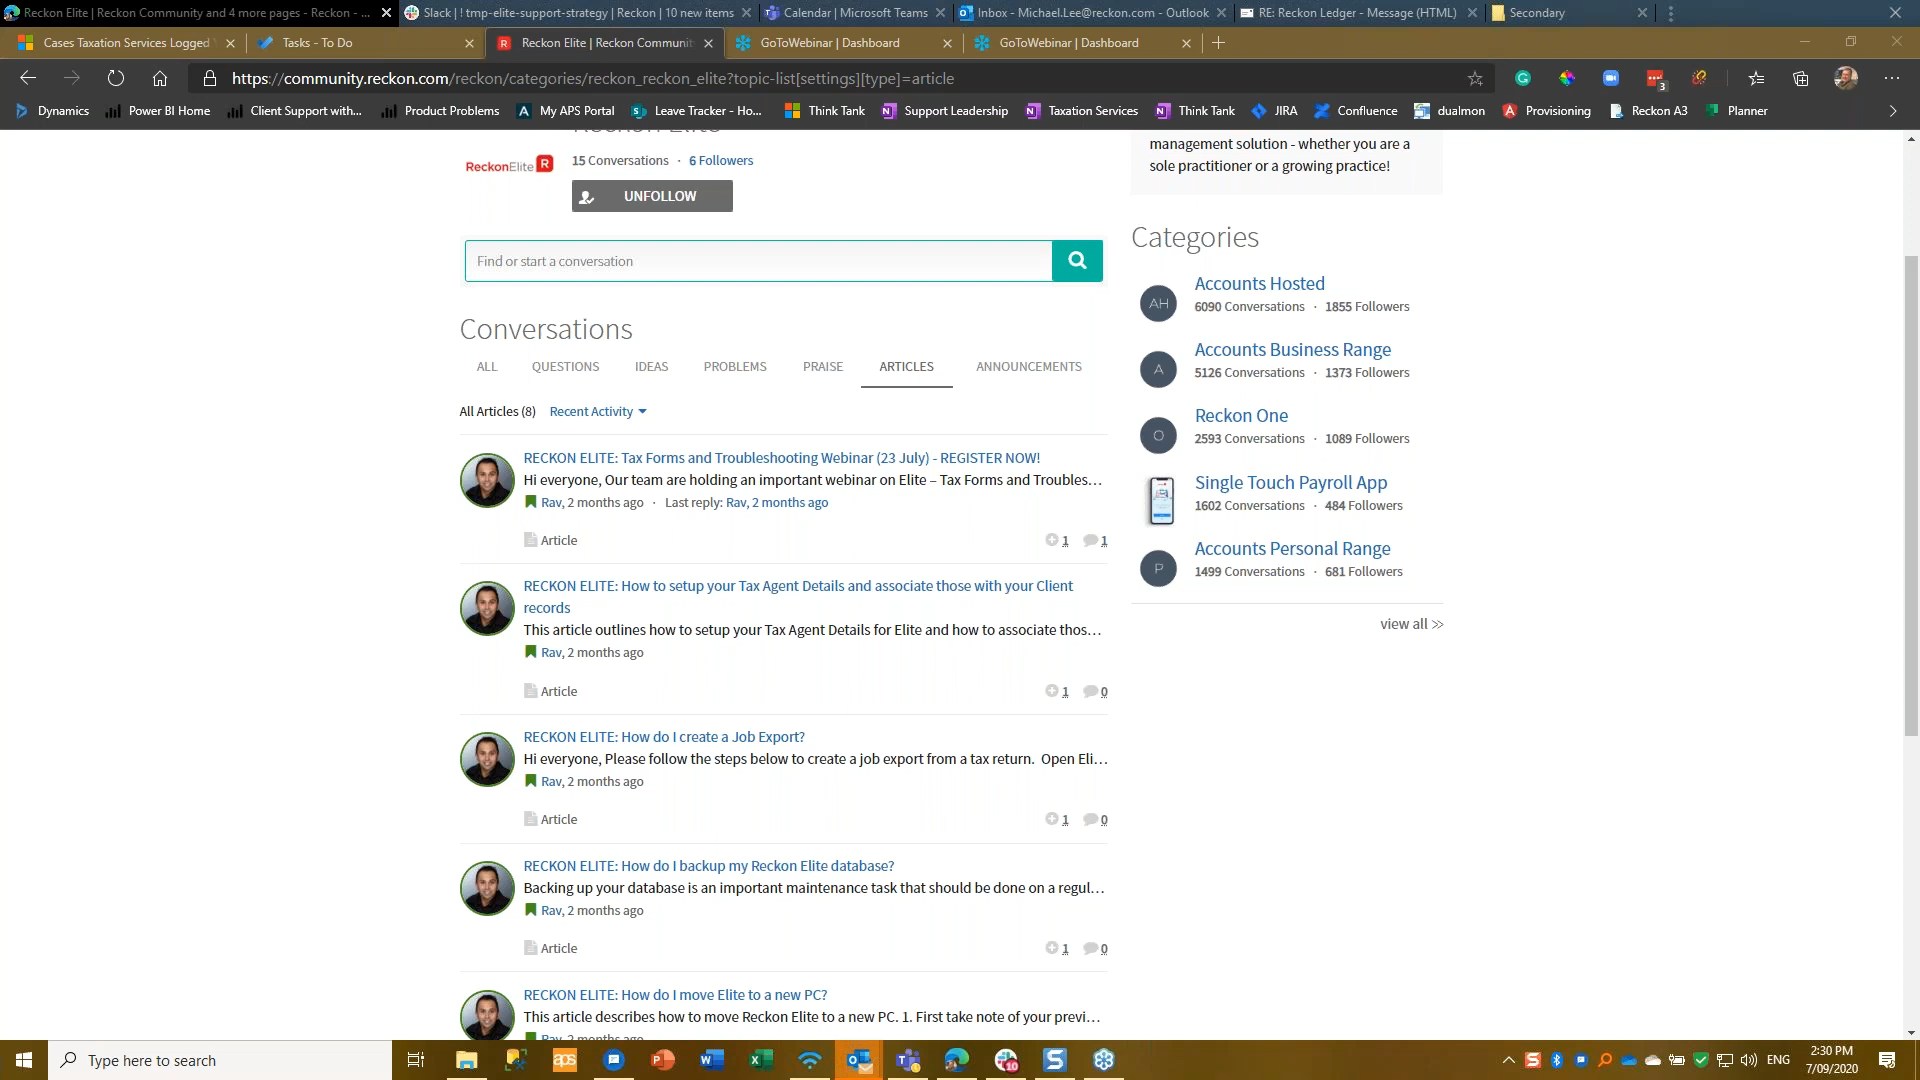 Reckon Elite | Reckon Community and 4 more pages - Reckon - ...
Slack | ! tmp-elite-support-strategy | Reckon | 10 new items
Calendar | Microsoft Teams
Inbox - Michael.Lee@reckon.com - Outlook
RE: Reckon Ledger - Message (HTML)
Secondary
Cases Taxation Services Logged
Tasks - To Do
Reckon Elite | Reckon Communit
GoToWebinar | Dashboard
GoToWebinar | Dashboard
https://community.reckon.com/reckon/categories/reckon_reckon_elite?topic-list[settings][type]=article
3
Dynamics
Power BI Home
Client Support with...
Product Problems
My APS Portal
Leave Tracker - Ho...
Think Tank
Support Leadership
Taxation Services
Think Tank
JIRA
Confluence
dualmon
Provisioning
Reckon A3
Planner
Reckon Elite
ReckonElite R
15 Conversations · 6 Followers
UNFOLLOW
Find or start a conversation
Conversations
ALL
QUESTIONS
IDEAS
PROBLEMS
PRAISE
ARTICLES
ANNOUNCEMENTS
All Articles (8) Recent Activity
RECKON ELITE: Tax Forms and Troubleshooting Webinar (23 July) - REGISTER NOW!
Hi everyone, Our team are holding an important webinar on Elite – Tax Forms and Troubles...
Rav, 2 months ago · Last reply: Rav, 2 months ago
Article 1 1
RECKON ELITE: How to setup your Tax Agent Details and associate those with your Client
records
This article outlines how to setup your Tax Agent Details for Elite and how to associate thos...
Rav, 2 months ago
Article 1 0
RECKON ELITE: How do I create a Job Export?
Hi everyone, Please follow the steps below to create a job export from a tax return. Open Eli...
Rav, 2 months ago
Article 1 0
RECKON ELITE: How do I backup my Reckon Elite database?
Backing up your database is an important maintenance task that should be done on a regul...
Rav, 2 months ago
Article 1 0
RECKON ELITE: How do I move Elite to a new PC?
This article describes how to move Reckon Elite to a new PC. 1. First take note of your previ...
Rav, 2 months ago
management solution - whether you are a
sole practitioner or a growing practice!
Categories
AH
Accounts Hosted
6090 Conversations · 1855 Followers
A
Accounts Business Range
5126 Conversations · 1373 Followers
O
Reckon One
2593 Conversations · 1089 Followers
Single Touch Payroll App
1602 Conversations · 484 Followers
P
Accounts Personal Range
1499 Conversations · 681 Followers
view all >>
Type here to search
aps
10
ENG
2:30 PM
7/09/2020